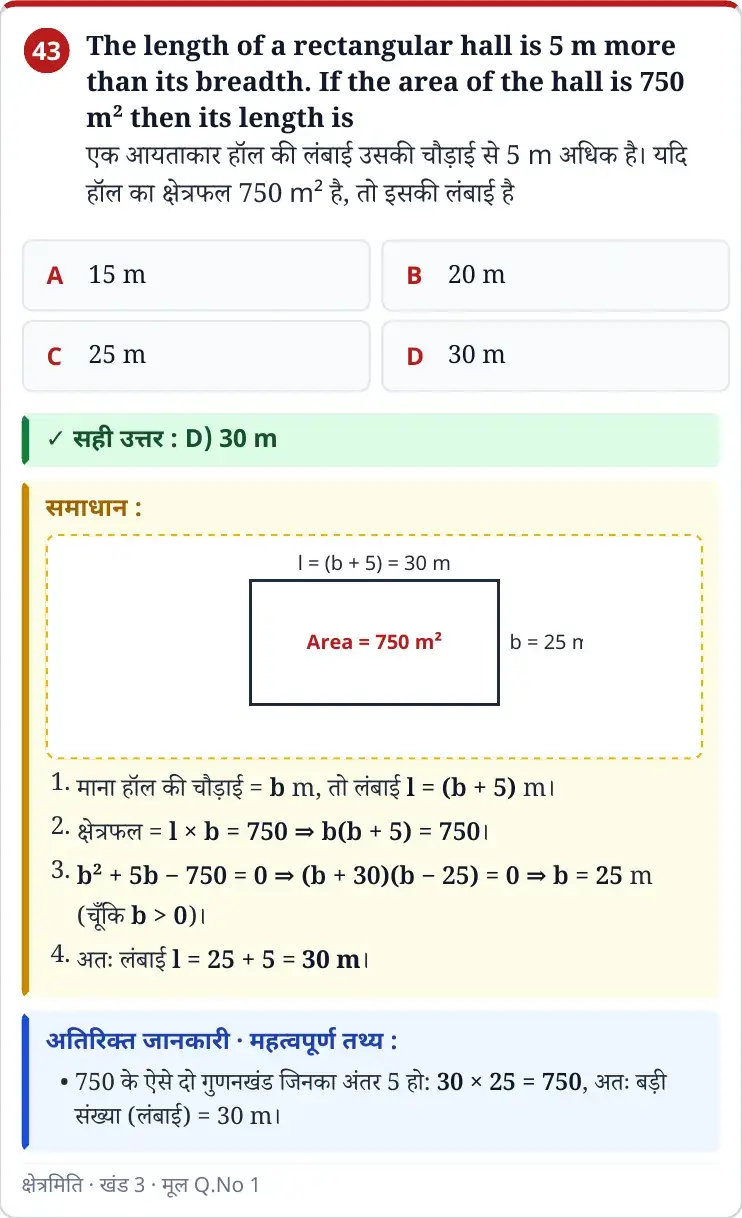 43
The length of a rectangular hall is 5 m more
than its breadth. If the area of the hall is 750
m² then its length is
एक आयताकार हॉल की लंबाई उसकी चौड़ाई से 5 m अधिक है। यदि
हॉल का क्षेत्रफल 750 m² है, तो इसकी लंबाई है
A 15 m
B 20 m
C 25 m
D 30 m
✓ सही उत्तर : D) 30 m
समाधान :
l = (b + 5) = 30 m
Area = 750 m²
b = 25
1. माना हॉल की चौड़ाई = b m, तो लंबाई l = (b + 5) m।
2. क्षेत्रफल = l × b = 750 ⇒ b(b + 5) = 750।
3. b² + 5b − 750 = 0 ⇒ (b + 30)(b − 25) = 0 ⇒ b = 25 m
(चूँकि b > 0)।
4. अतः लंबाई l = 25 + 5 = 30 m।
अतिरिक्त जानकारी · महत्वपूर्ण तथ्य :
• 750 के ऐसे दो गुणनखंड जिनका अंतर 5 हो: 30 × 25 = 750, अतः बड़ी
संख्या (लंबाई) = 30 m।
क्षेत्रमिति · खंड 3 · मूल Q.No 1